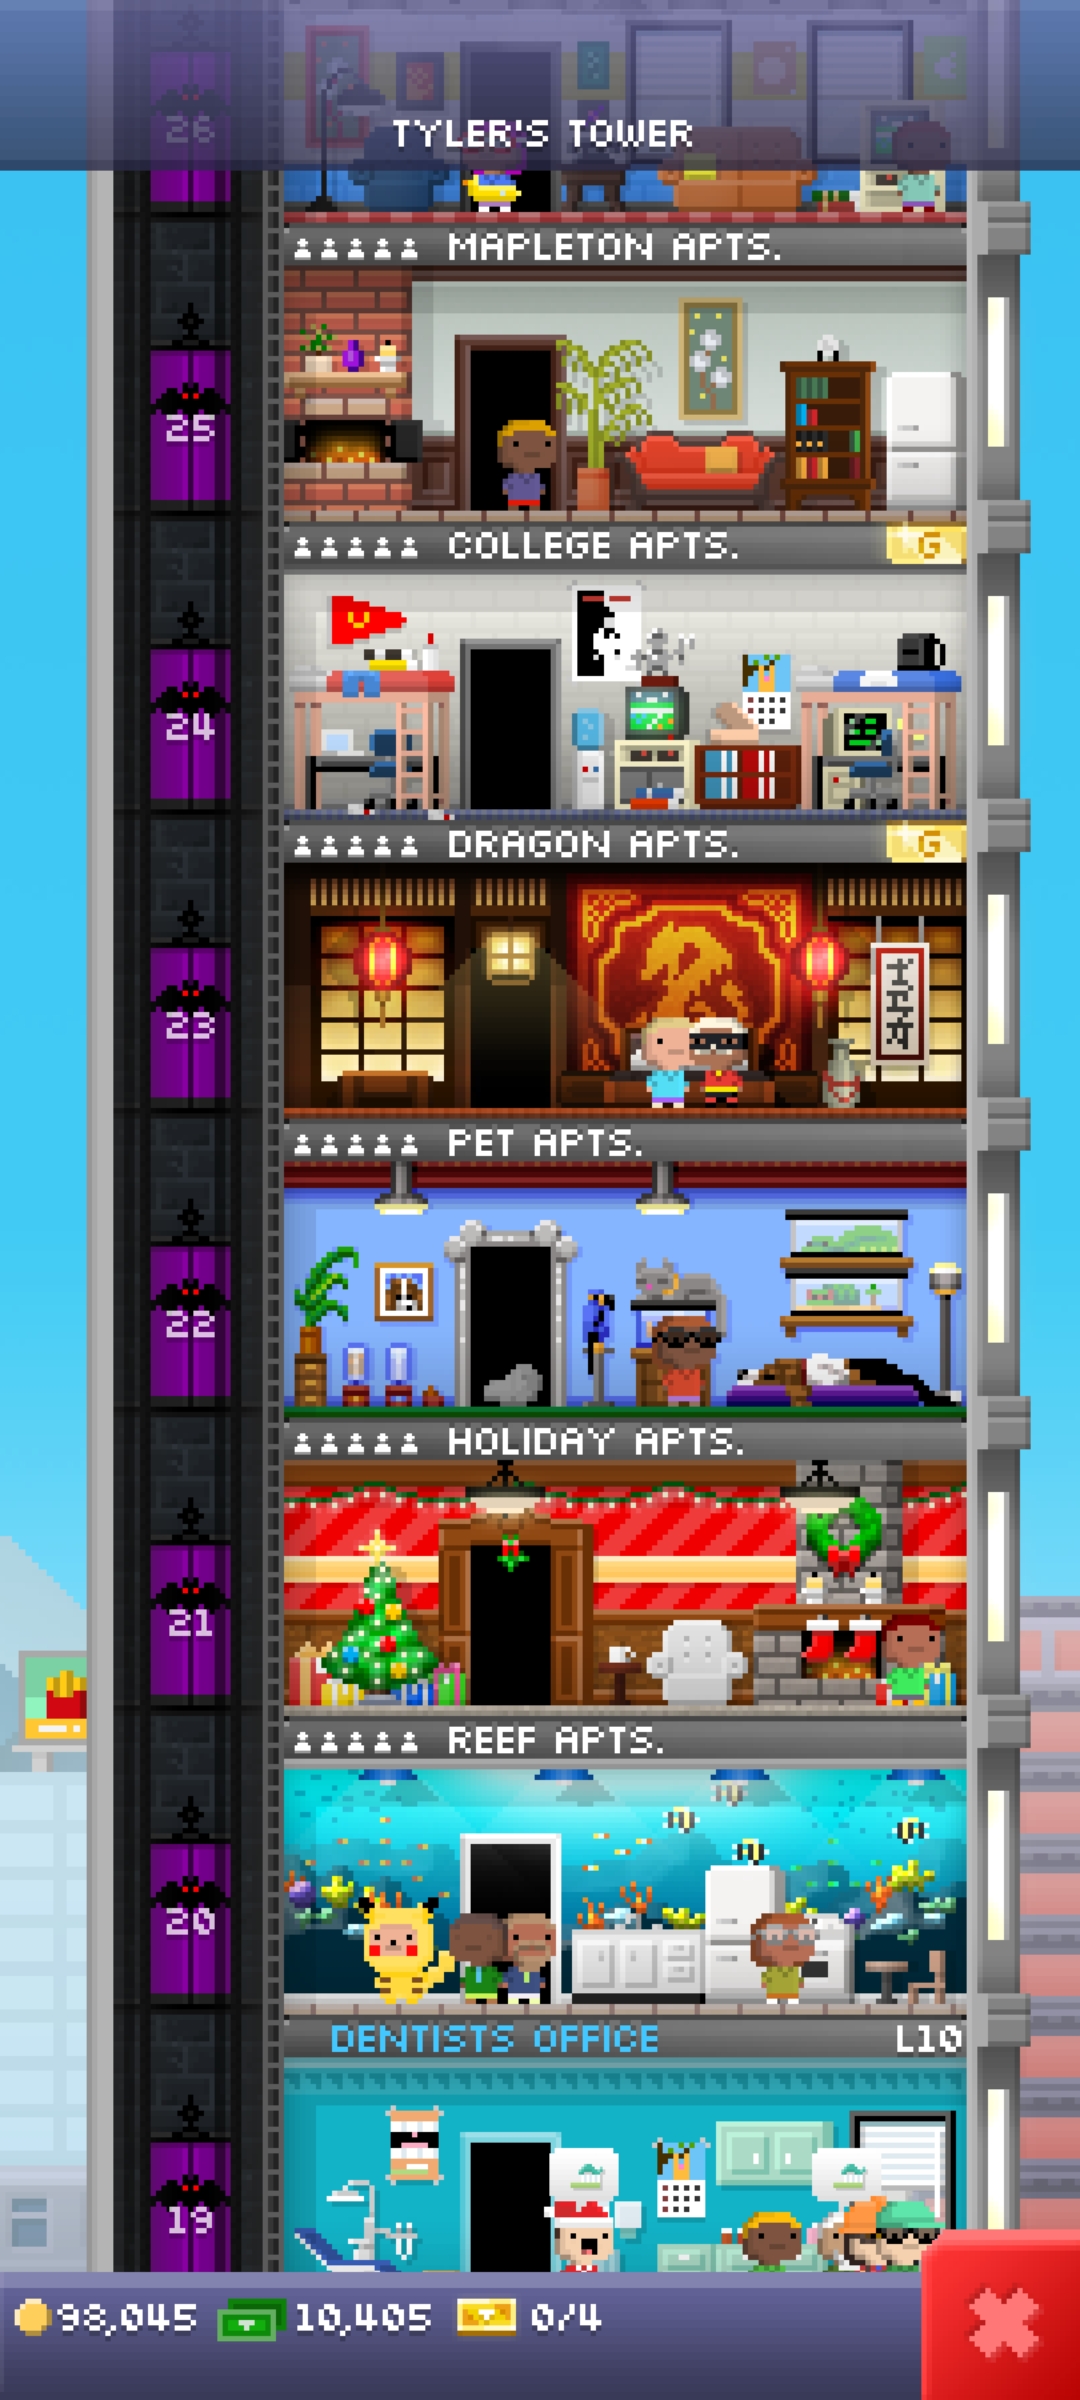 26
TYLER'S TOWER
MAPLETON APTS.
25
COLLEGE APTS. G
24
DRAGON APTS. G
23
PET APTS.
22
HOLIDAY APTS.
21
REEF APTS.
20
DENTISTS OFFICE L10
19
98,045 10,405 0/4